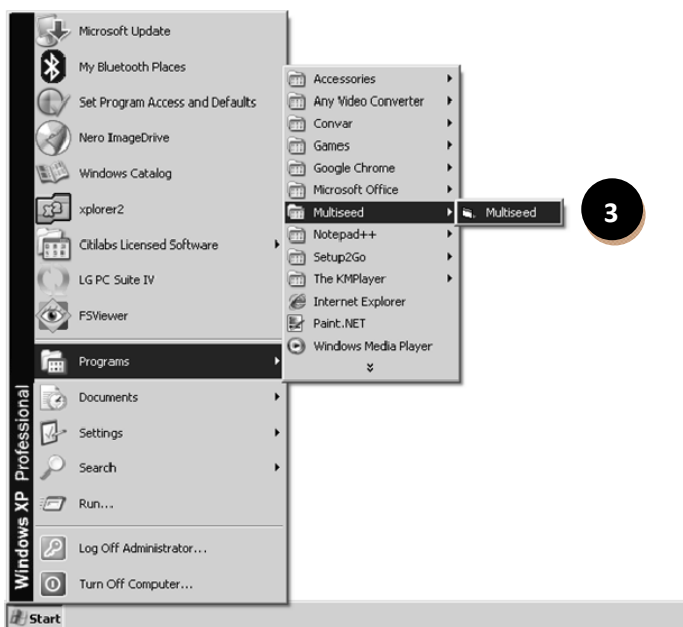 Microsoft Update
My Bluetooth Places
Set Program Access and Defaults
Nero ImageDrive
Windows Catalog
xplorer2
Citilabs Licensed Software
LG PC Suite IV
FSViewer
Programs
Documents
Settings
Search
Run...
Log Off Administrator...
Turn Off Computer...
Windows XP Professional
Start
Accessories
Any Video Converter
Convar
Games
Google Chrome
Microsoft Office
Multiseed
Notepad++
Setup2Go
The KMPlayer
Internet Explorer
Paint.NET
Windows Media Player
Multiseed
3